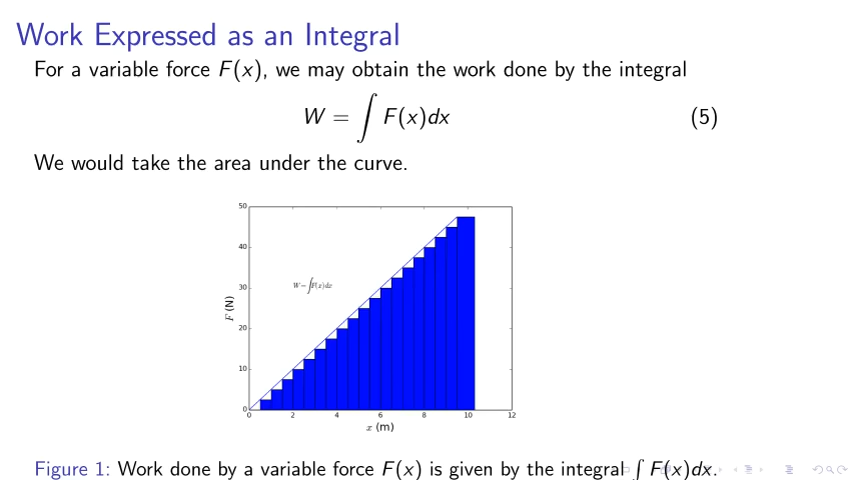 Work Expressed as an Integral
For a variable force F(x), we may obtain the work done by the integral
W = ∫ F(x)dx (5)
We would take the area under the curve.
50
40
30
20
10
0
W = ∫F(x)dx
F (N)
0 2 4 6 8 10 12
x (m)
Figure 1: Work done by a variable force F(x) is given by the integral ∫ F(x)dx.